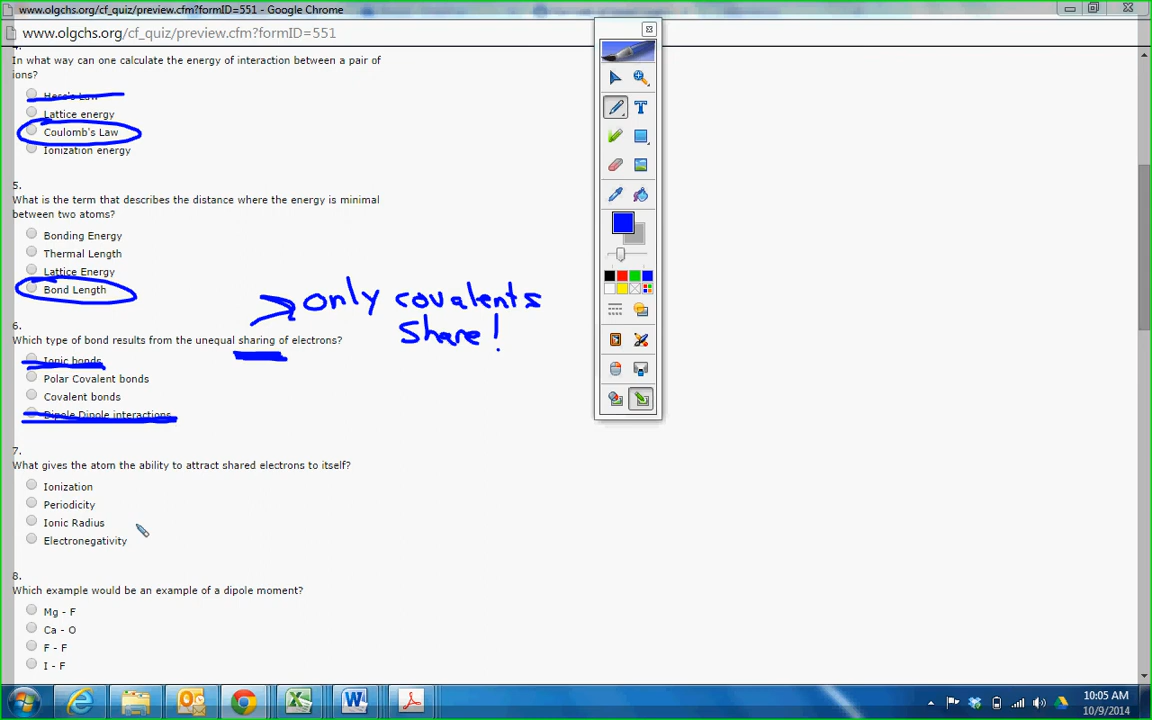 www.olgchs.org/cf_quiz/preview.cfm?formID=551 - Google Chrome
www.olgchs.org/cf_quiz/preview.cfm?formID=551
4.
In what way can one calculate the energy of interaction between a pair of
ions?
Lattice energy
Coulomb's Law
Ionization energy
5.
What is the term that describes the distance where the energy is minimal
between two atoms?
Bonding Energy
Thermal Length
Lattice Energy
Bond Length
only covalents
share!
6
Which type of bond results from the unequal sharing of electrons?
Ionic bonds
Polar Covalent bonds
Covalent bonds
Dipole Dipole interactions
7.
What gives the atom the ability to attract shared electrons to itself?
Ionization
Periodicity
Ionic Radius
Electronegativity
8.
Which example would be an example of a dipole moment?
Mg - F
Ca - O
F - F
I - F
T
10:05 AM
10/9/2014